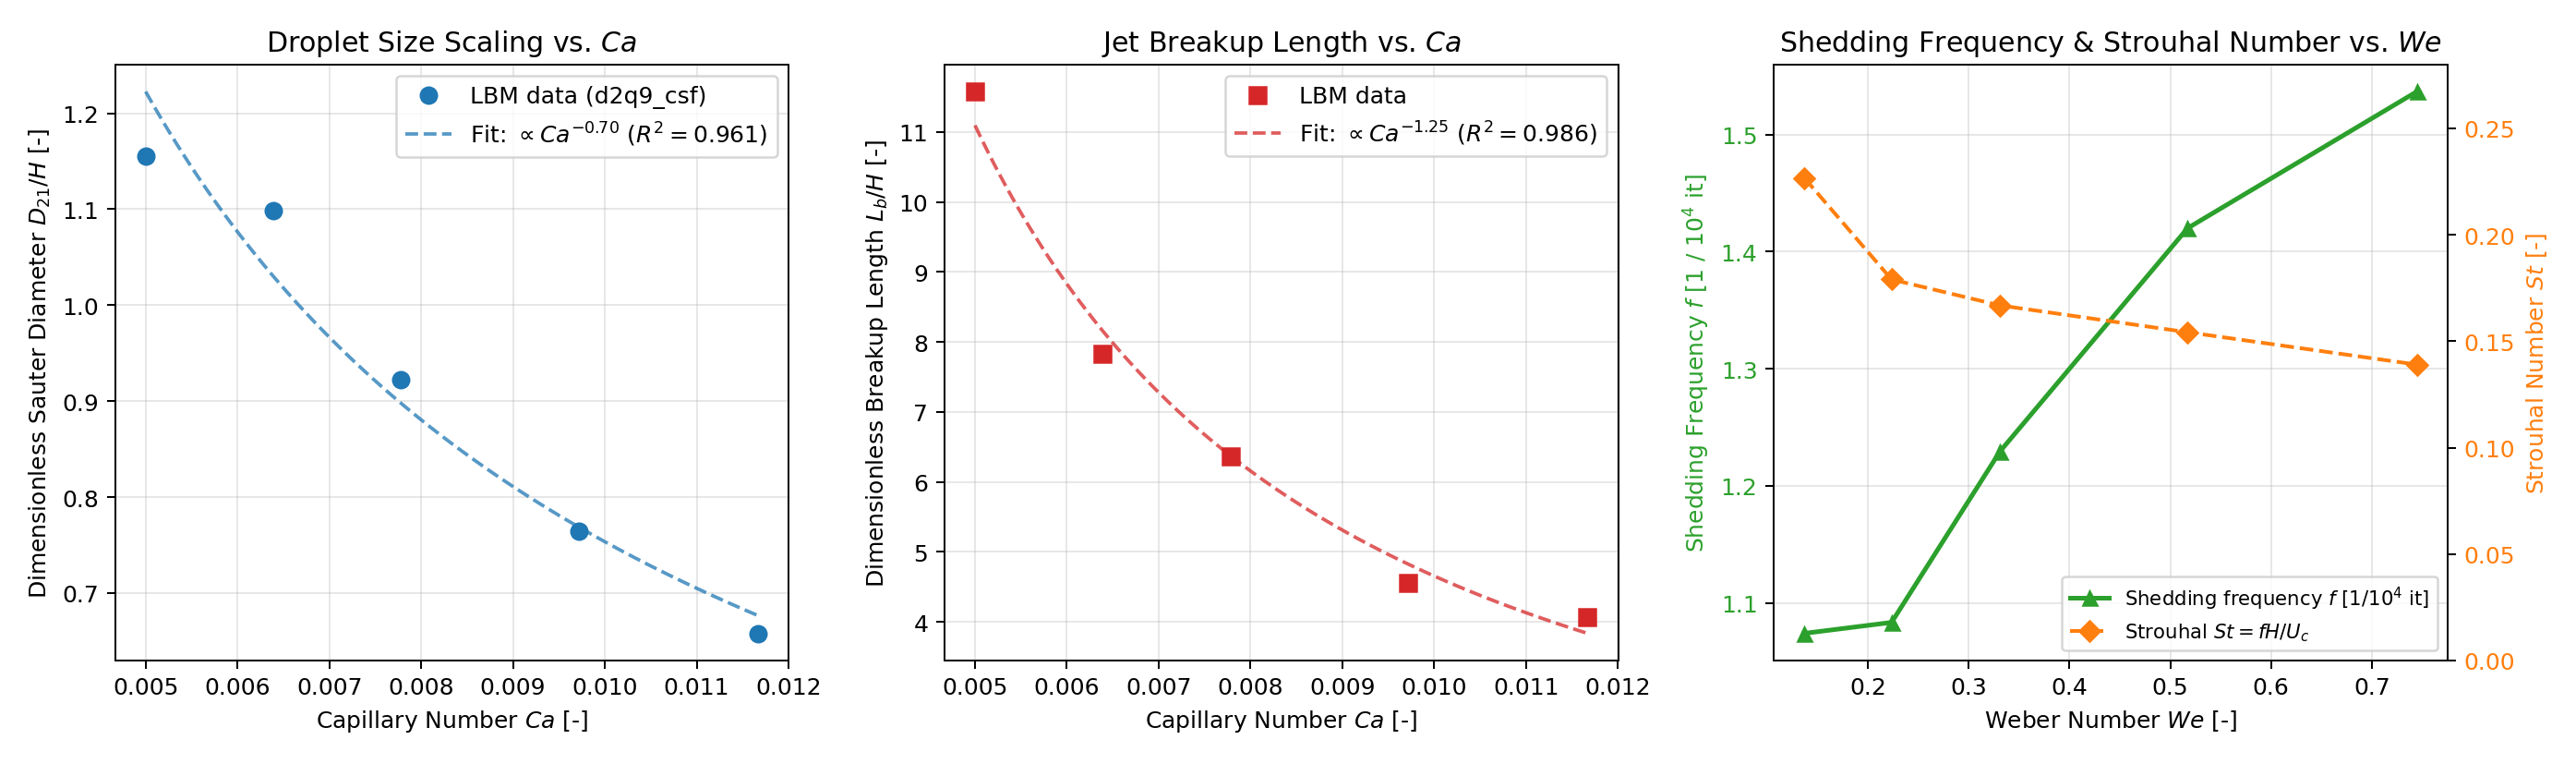 Droplet Size Scaling vs. Ca
Dimensionless Sauter Diameter D₂₁/H [-]
1.2
1.1
1.0
0.9
0.8
0.7
LBM data (d2q9_csf)
Fit: ∝ Ca⁻⁰·⁷⁰ (R² = 0.961)
0.005 0.006 0.007 0.008 0.009 0.010 0.011 0.012
Capillary Number Ca [-]
Jet Breakup Length vs. Ca
Dimensionless Breakup Length L_b/H [-]
11
10
9
8
7
6
5
4
LBM data
Fit: ∝ Ca⁻¹·²⁵ (R² = 0.986)
0.005 0.006 0.007 0.008 0.009 0.010 0.011 0.012
Capillary Number Ca [-]
Shedding Frequency & Strouhal Number vs. We
Shedding Frequency f [1 / 10⁴ it]
1.5
1.4
1.3
1.2
1.1
Shedding frequency f [1/10⁴ it]
Strouhal St = fH/U_c
0.2 0.3 0.4 0.5 0.6 0.7
Weber Number We [-]
0.25
0.20
0.15
0.10
0.05
0.00
Strouhal Number St [-]